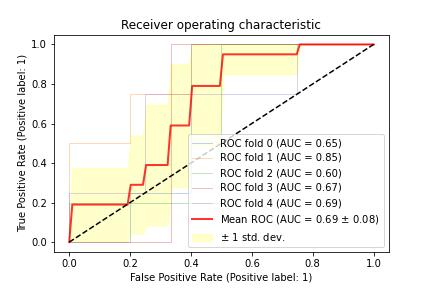 Receiver operating characteristic
True Positive Rate (Positive label: 1)
1.0
0.8
0.6
0.4
0.2
0.0
ROC fold 0 (AUC = 0.65)
ROC fold 1 (AUC = 0.85)
ROC fold 2 (AUC = 0.60)
ROC fold 3 (AUC = 0.67)
ROC fold 4 (AUC = 0.69)
Mean ROC (AUC = 0.69 ± 0.08)
± 1 std. dev.
0.0 0.2 0.4 0.6 0.8 1.0
False Positive Rate (Positive label: 1)